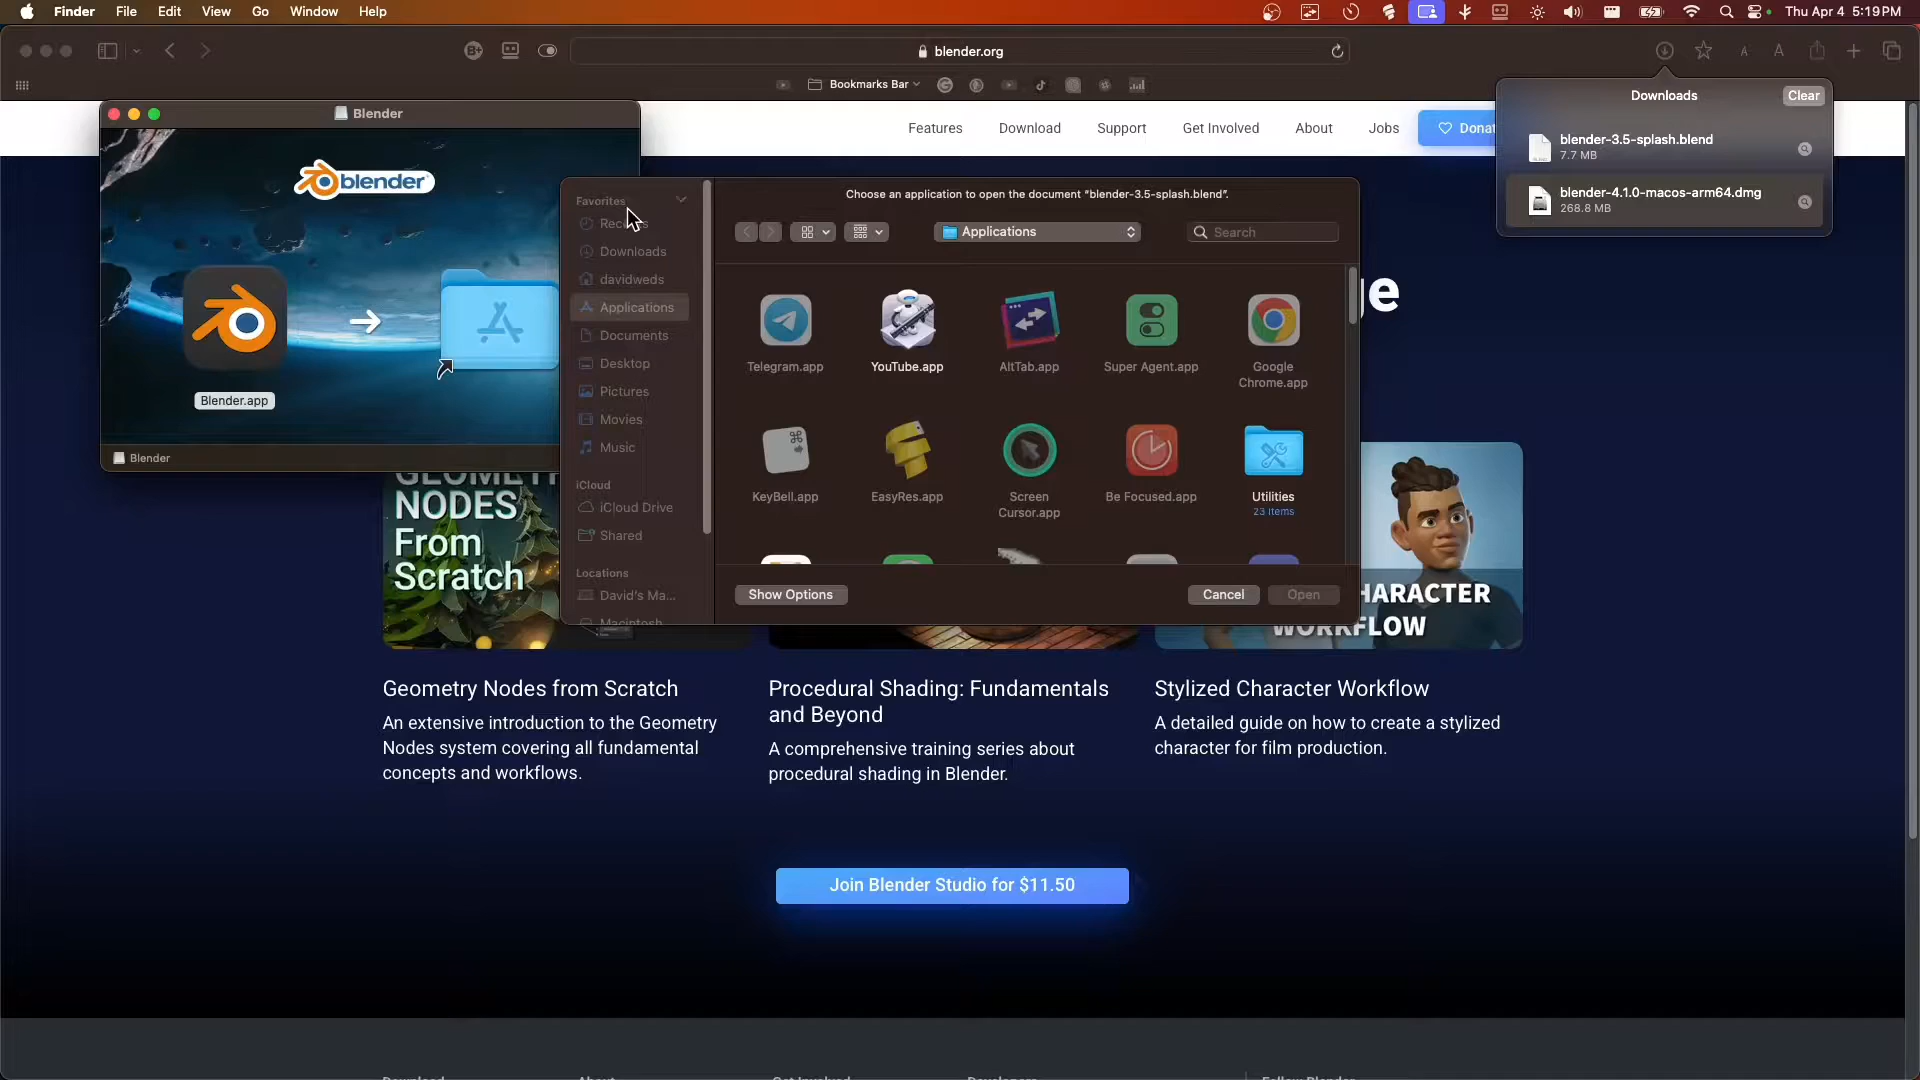 Finder File Edit View Go Window Help
Thu Apr 4 5:19 PM
blender.org
Bookmarks Bar
Downloads
Clear
blender-3.5-splash.blend
7.7 MB
blender-4.1.0-macos-arm64.dmg
268.8 MB
Features Download Support Get Involved About Jobs
Blender
blender
Blender.app
Blender
Choose an application to open the document “blender-3.5-splash.blend”.
Favorites
Downloads
davidweds
Applications
Documents
Desktop
Pictures
Movies
Music
iCloud
iCloud Drive
Shared
Locations
David's Ma...
Macintosh
Applications
Search
Telegram.app
YouTube.app
AltTab.app
Super Agent.app
Google
Chrome.app
KeyBell.app
EasyRes.app
Screen
Cursor.app
Be Focused.app
Utilities
23 items
Show Options
Cancel
Open
NODES
From
Scratch
WORKFLOW
Geometry Nodes from Scratch
An extensive introduction to the Geometry
Nodes system covering all fundamental
concepts and workflows.
Procedural Shading: Fundamentals
and Beyond
A comprehensive training series about
procedural shading in Blender.
Stylized Character Workflow
A detailed guide on how to create a stylized
character for film production.
Join Blender Studio for $11.50